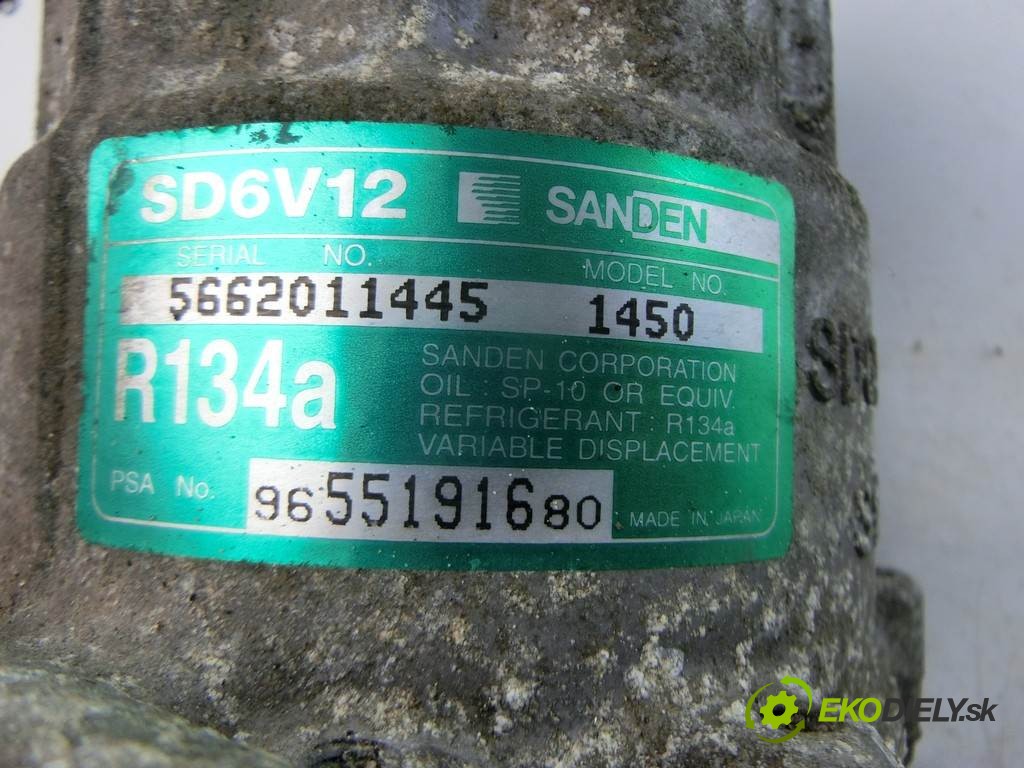 SD6V12 SANDEN
SERIAL NO. MODEL NO.
5662011445 1450
R134a
SANDEN CORPORATION
OIL : SP-10 OR EQUIV.
REFRIGERANT : R134a
VARIABLE DISPLACEMENT
PSA No. 9655191680 MADE IN JAPAN
EKODIELY.sk